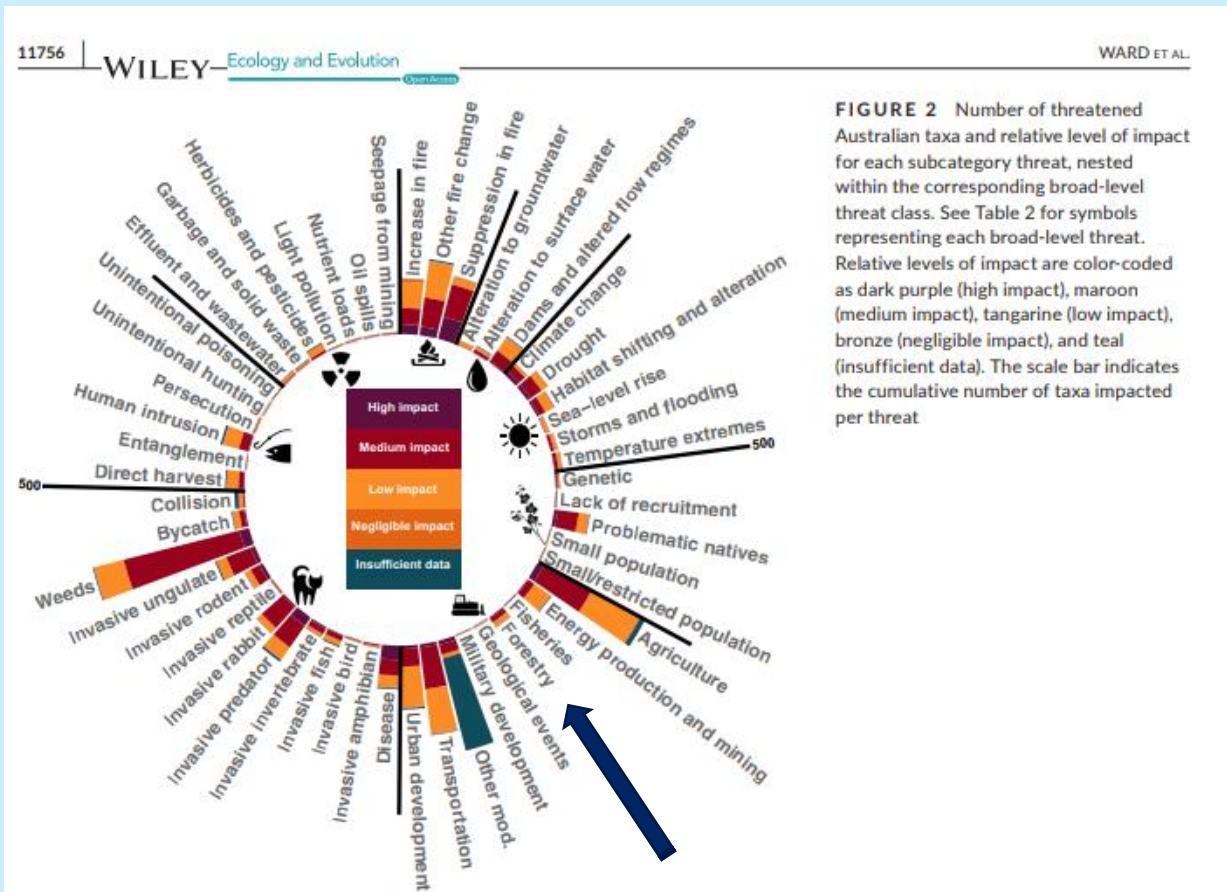 11756
WILEY
Ecology and Evolution
Open Access
WARD ET AL.
FIGURE 2 Number of threatened
Australian taxa and relative level of impact
for each subcategory threat, nested
within the corresponding broad-level
threat class. See Table 2 for symbols
representing each broad-level threat.
Relative levels of impact are color-coded
as dark purple (high impact), maroon
(medium impact), tangarine (low impact),
bronze (negligible impact), and teal
(insufficient data). The scale bar indicates
the cumulative number of taxa impacted
per threat
Increase in fire
Other fire change
Suppression in fire
Alteration to groundwater
Alteration to surface water
Dams and altered flow regimes
Climate change
Drought
Habitat shifting and alteration
Sea-level rise
Storms and flooding
Temperature extremes
500
Genetic
Lack of recruitment
Problematic natives
Small population
Small/restricted population
Agriculture
Energy production and mining
Fisheries
Forestry
Geological events
Military development
Other mod.
Transportation
Urban development
Disease
Invasive amphibian
Invasive bird
Invasive fish
Invasive invertebrate
Invasive predator
Invasive rabbit
Invasive reptile
Invasive rodent
Invasive ungulate
Weeds
Bycatch
Collision
500
Direct harvest
Entanglement
Human intrusion
Persecution
Unintentional hunting
Unintentional poisoning
Effluent and wastewater
Garbage and solid waste
Herbicides and pesticides
Light pollution
Nutrient loads
Oil spills
Seepage from mining
High impact
Medium impact
Low impact
Negligible impact
Insufficient data